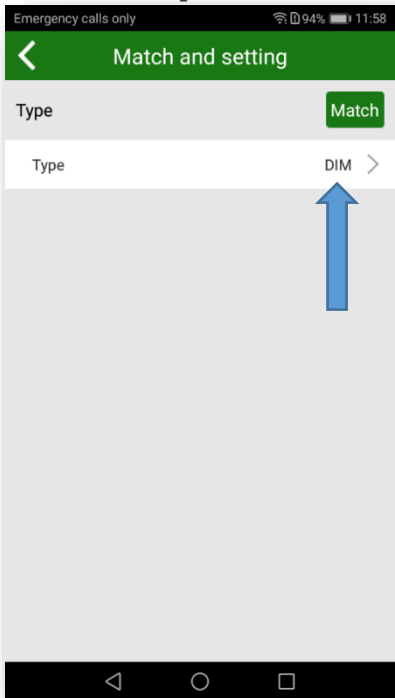 Emergency calls only 94% 11:58
Match and setting
Type Match
Type DIM